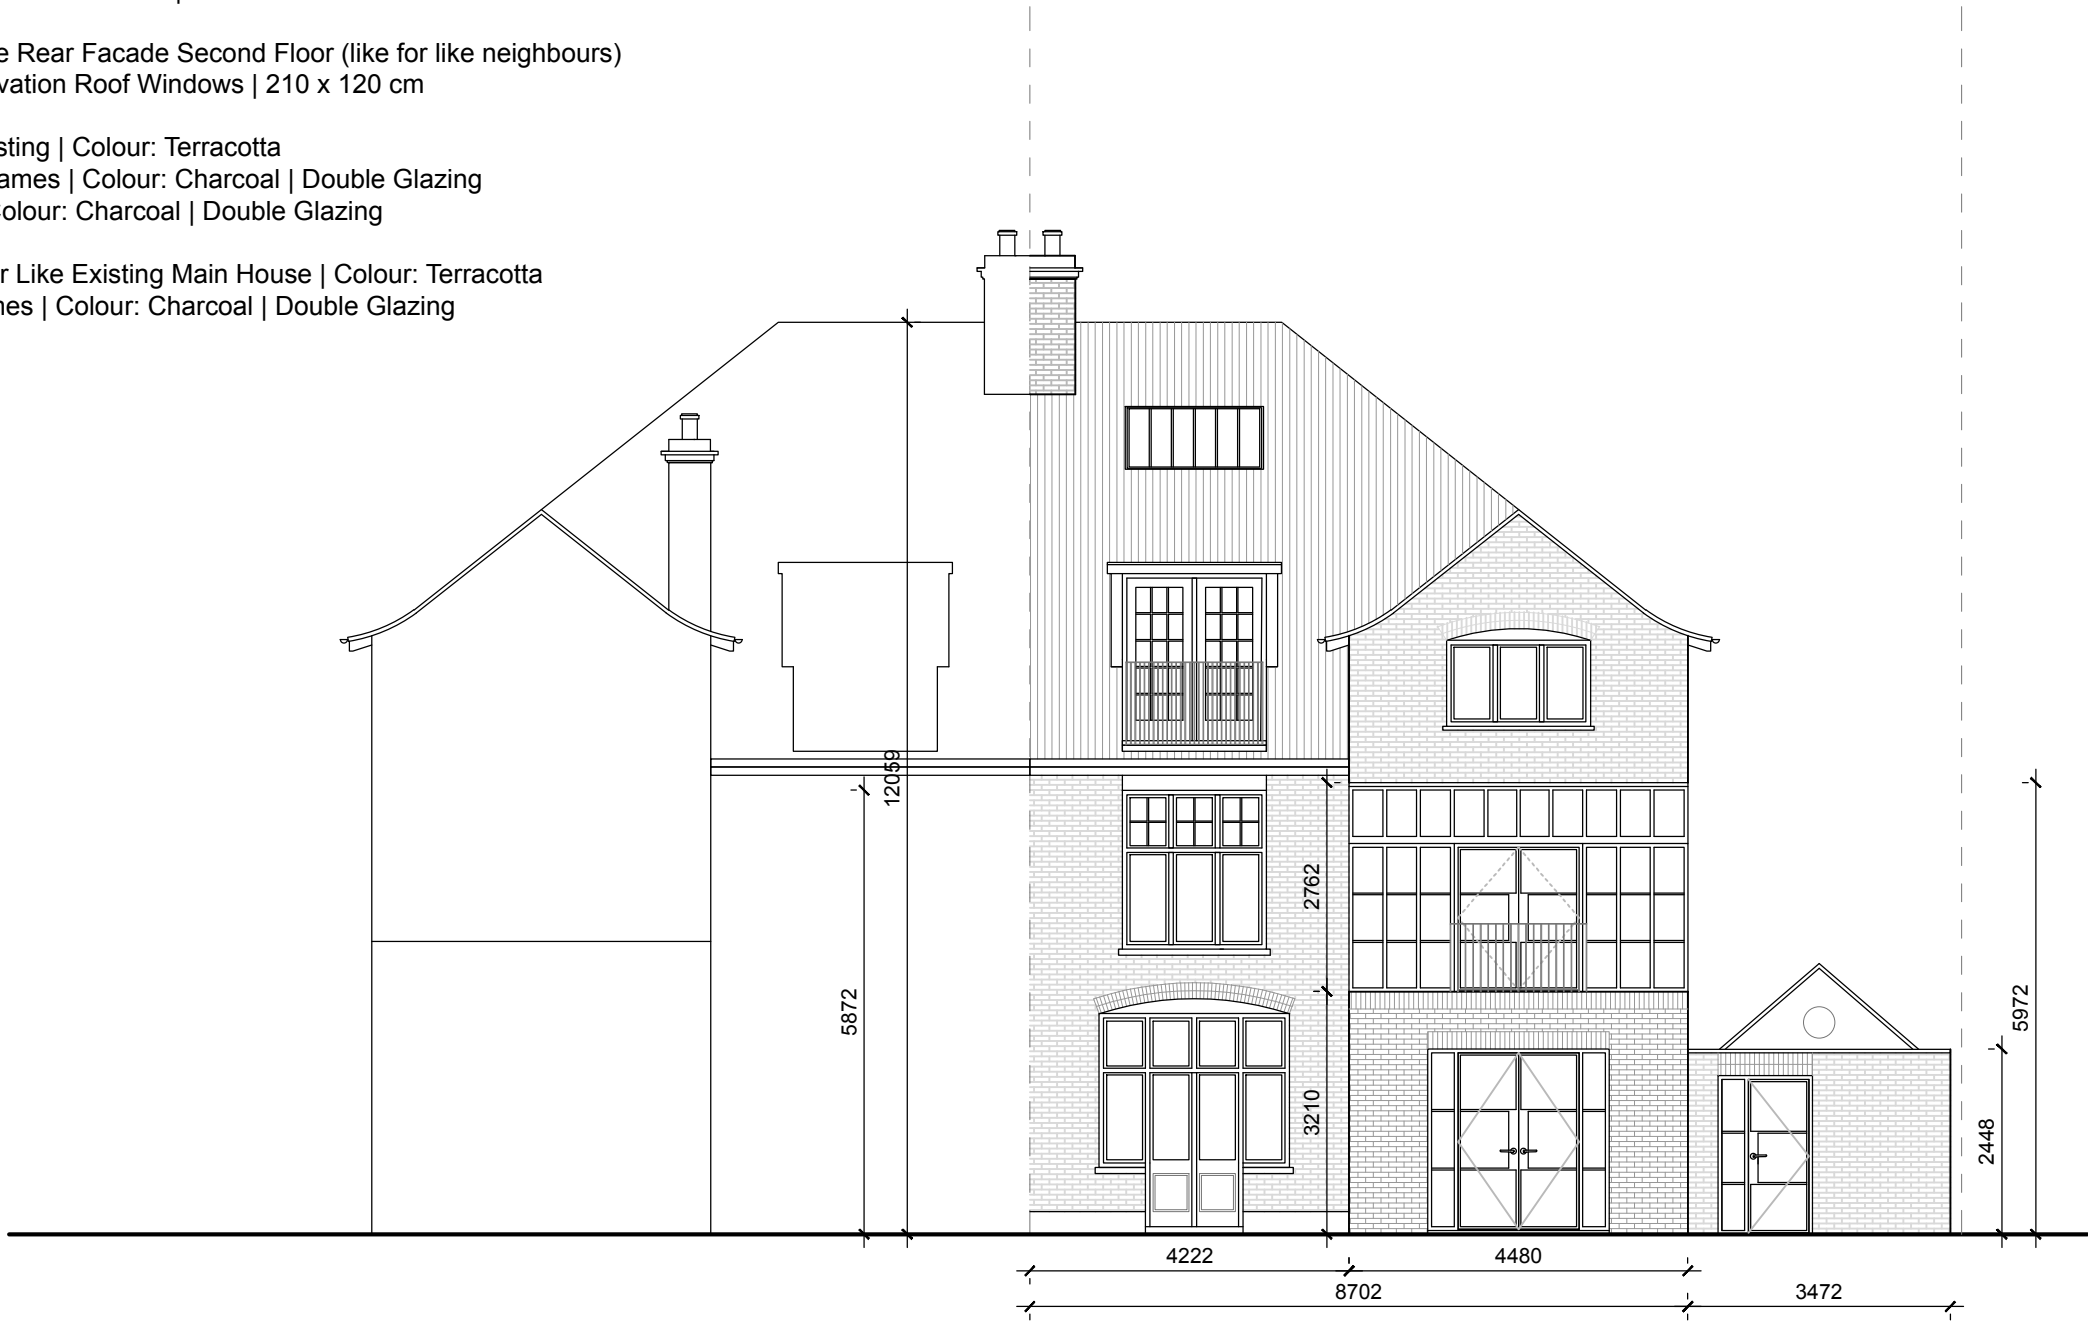 e Rear Facade Second Floor (like for like neighbours)
vation Roof Windows | 210 x 120 cm
sting | Colour: Terracotta
ames | Colour: Charcoal | Double Glazing
Colour: Charcoal | Double Glazing
r Like Existing Main House | Colour: Terracotta
mes | Colour: Charcoal | Double Glazing
12059
5872
2762
3210
5972
2448
4222
4480
8702
3472